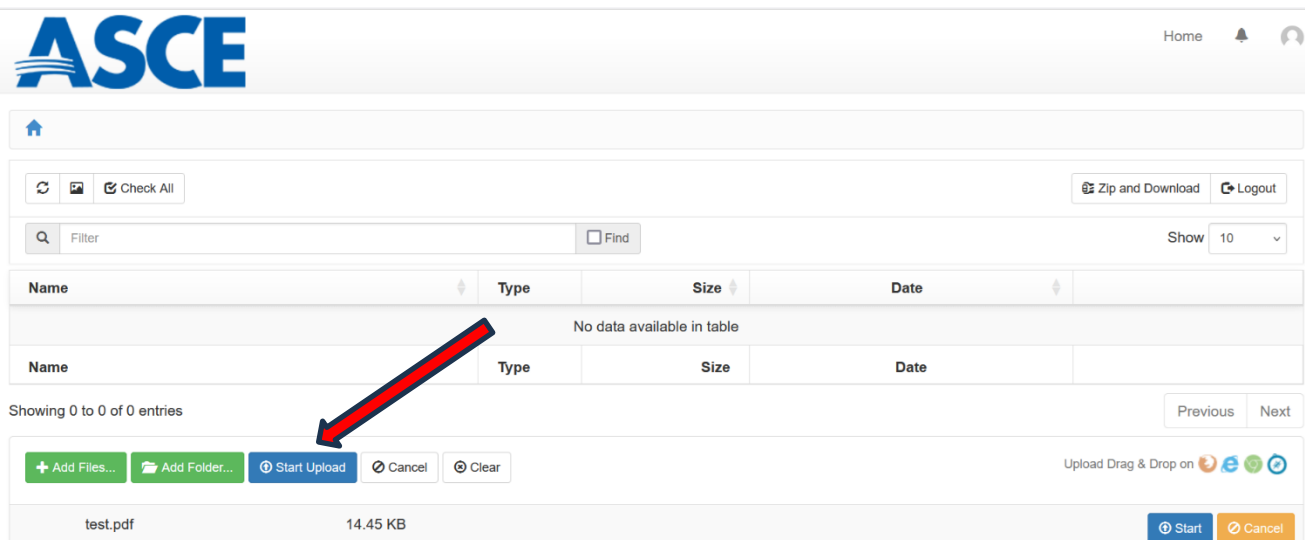 ASCE
Home
Check All
Zip and Download
Logout
Filter
Find
Show 10
Name Type Size Date
No data available in table
Name Type Size Date
Showing 0 to 0 of 0 entries
Previous Next
Add Files...
Add Folder...
Start Upload
Cancel
Clear
Upload Drag & Drop on
test.pdf 14.45 KB
Start
Cancel